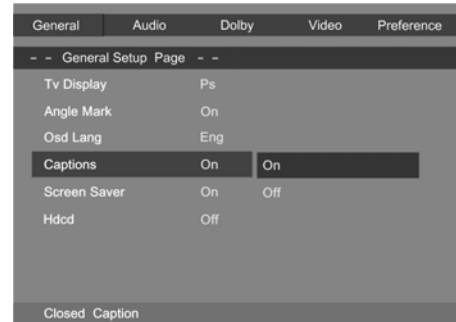 General Audio Dolby Video Preference
- - General Setup Page - -
Tv Display Ps
Angle Mark On
Osd Lang Eng
Captions On On
Screen Saver On Off
Hdcd Off
Closed Caption